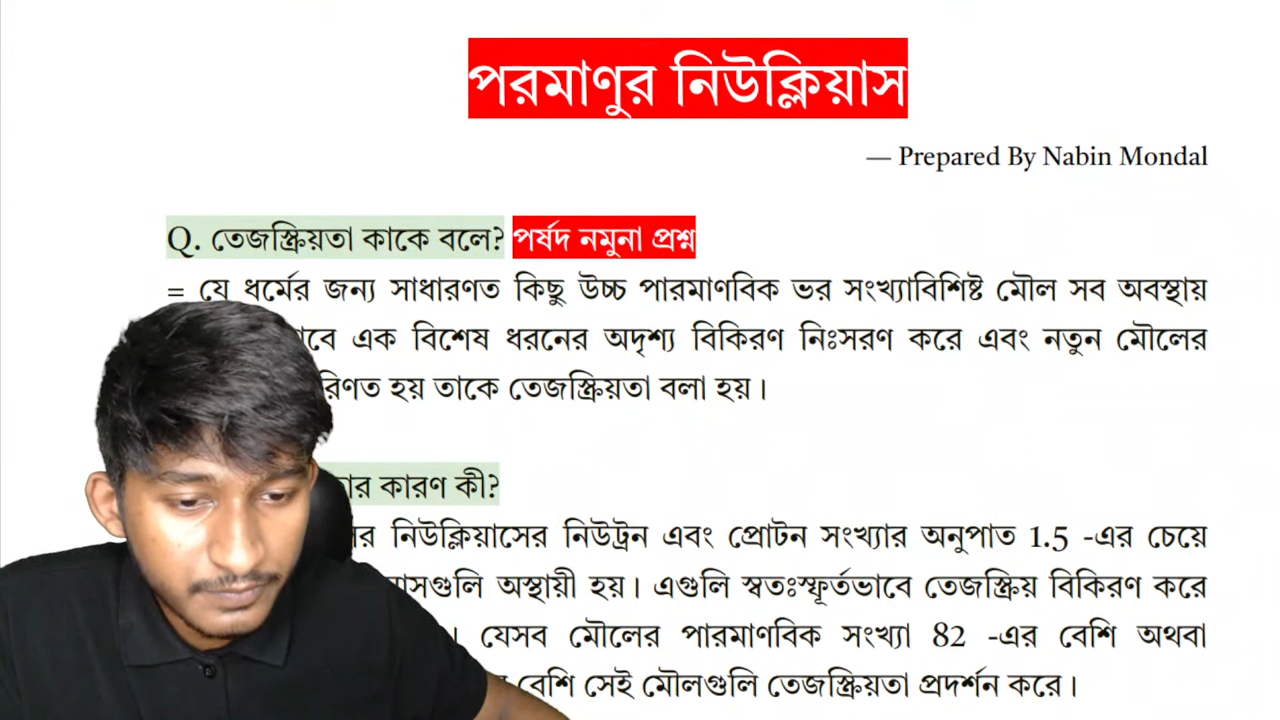 পরমাণুর নিউক্লিয়াস
— Prepared By Nabin Mondal
Q. তেজস্ক্রিয়তা কাকে বলে? পর্ষদ নমুনা প্রশ্ন
= যে ধর্মের জন্য সাধারণত কিছু উচ্চ পারমাণবিক ভর সংখ্যাবিশিষ্ট মৌল সব অবস্থায়
এক বিশেষ ধরনের অদৃশ্য বিকিরণ নিঃসরণ করে এবং নতুন মৌলের
হয় তাকে তেজস্ক্রিয়তা বলা হয়।
কারণ কী?
নিউক্লিয়াসের নিউট্রন এবং প্রোটন সংখ্যার অনুপাত 1.5 -এর চেয়ে
অস্থায়ী হয়। এগুলি স্বতঃস্ফূর্তভাবে তেজস্ক্রিয় বিকিরণ করে
। যেসব মৌলের পারমাণবিক সংখ্যা 82 -এর বেশি অথবা
বেশি সেই মৌলগুলি তেজস্ক্রিয়তা প্রদর্শন করে।